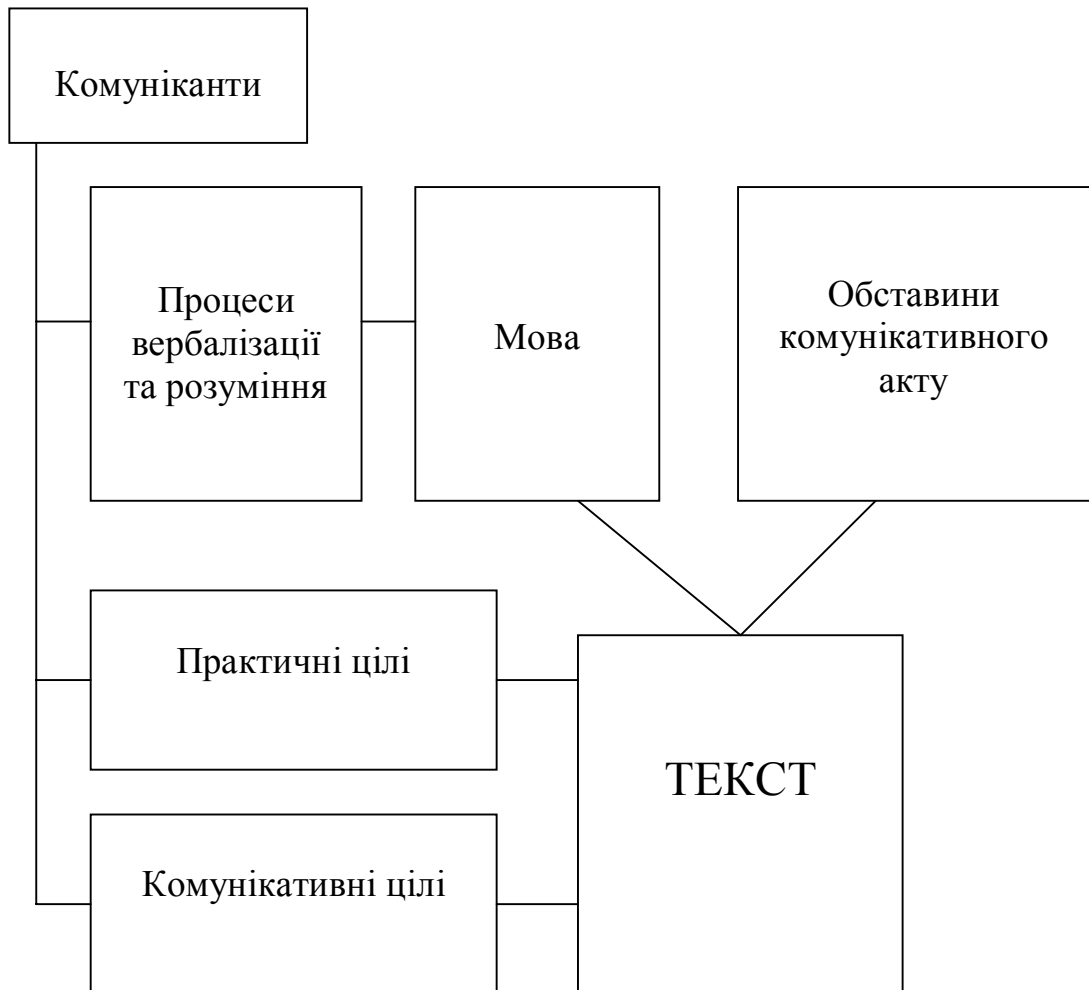 Комуніканти
Процеси
вербалізації
та розуміння
Мова
Обставини
комунікативного
акту
Практичні цілі
ТЕКСТ
Комунікативні цілі